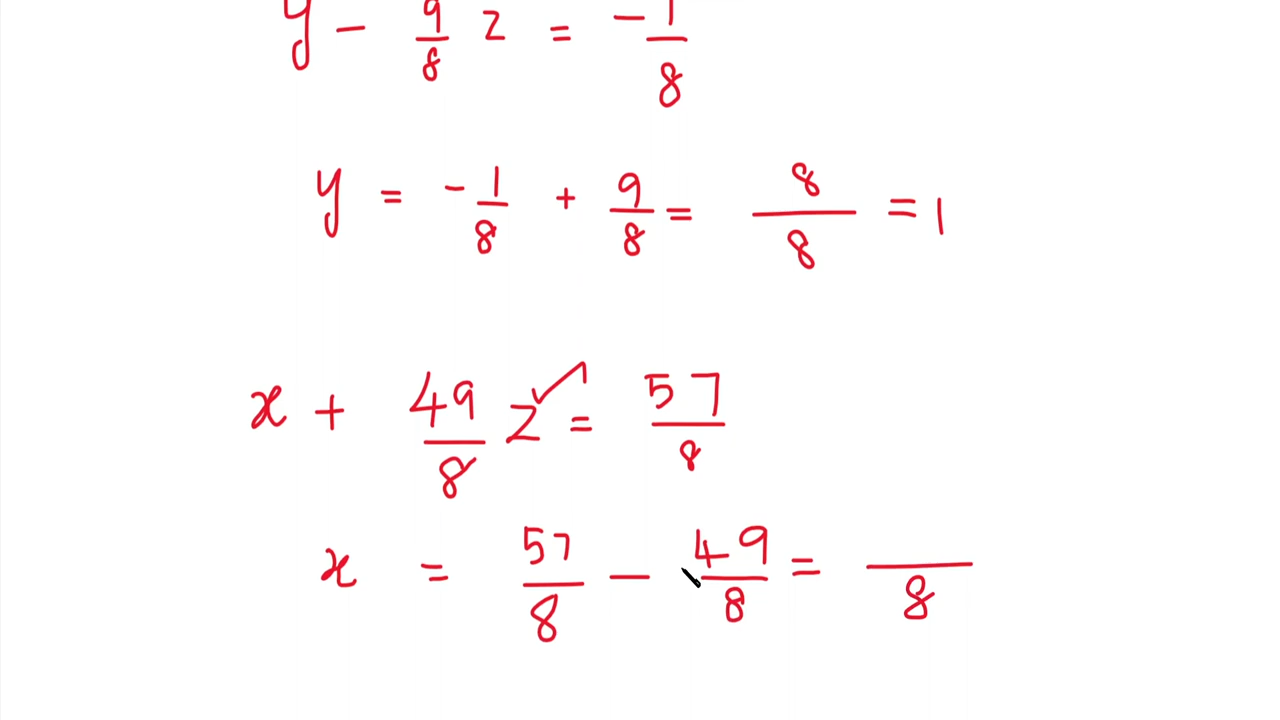 y - 9/8 z = -1/8
y = -1/8 + 9/8 = 8/8 = 1
x + 49/8 z = 57/8
x = 57/8 - 49/8 = /8